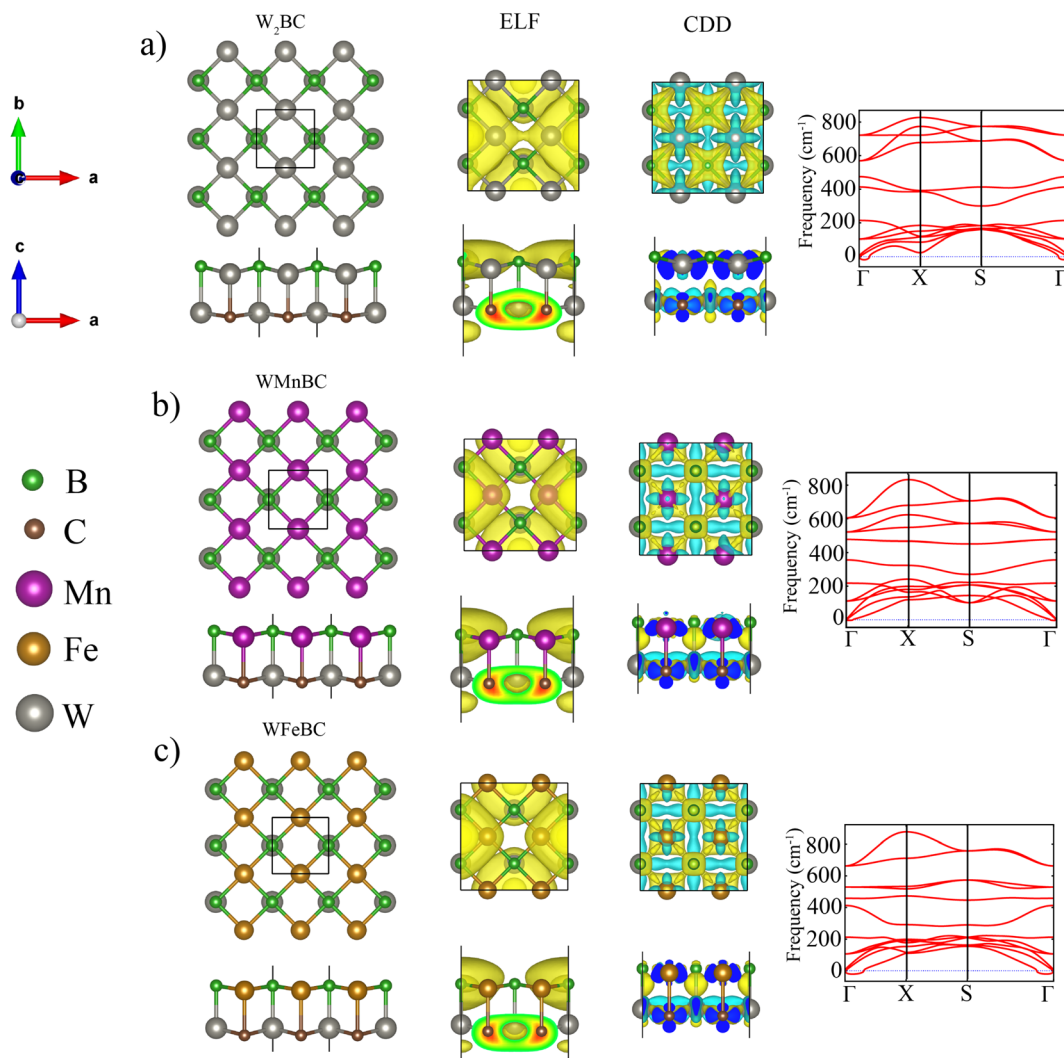 W₂BC ELF CDD
a)
b
a
c
a
Frequency (cm⁻¹)
800
600
400
200
0
Γ X S Γ
WMnBC
b)
Frequency (cm⁻¹)
800
600
400
200
0
Γ X S Γ
B
C
Mn
Fe
W
WFeBC
c)
Frequency (cm⁻¹)
800
600
400
200
0
Γ X S Γ